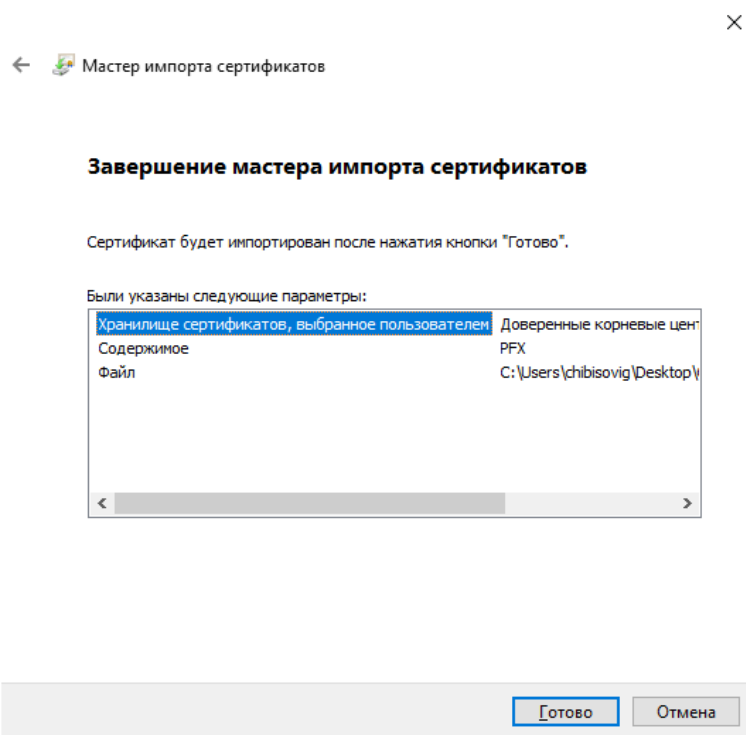 Мастер импорта сертификатов
Завершение мастера импорта сертификатов
Сертификат будет импортирован после нажатия кнопки "Готово".
Были указаны следующие параметры:
Хранилище сертификатов, выбранное пользователем Доверенные корневые цен
Содержимое PFX
Файл C:\Users\chibisovig\Desktop\
Готово Отмена